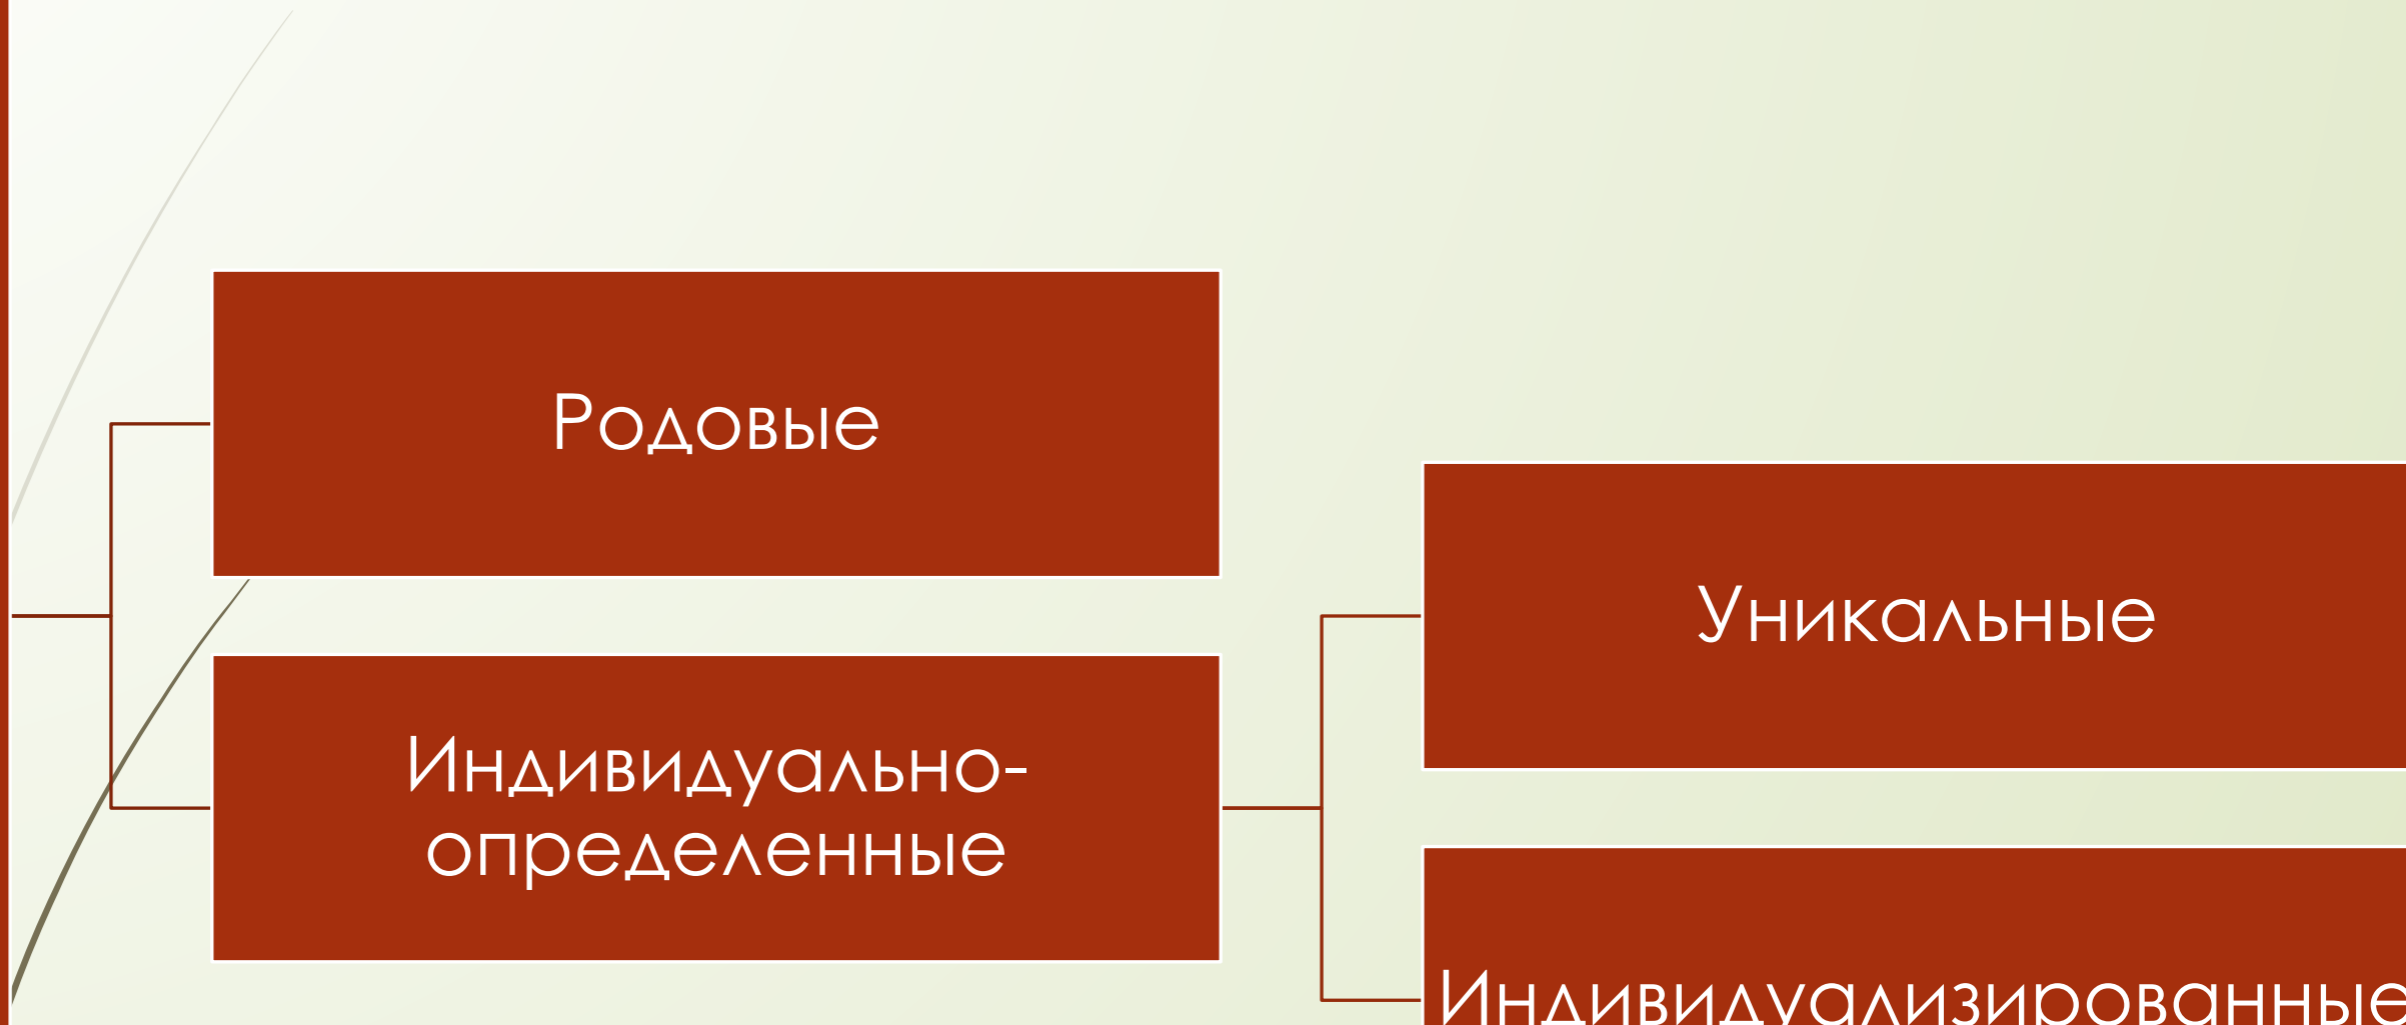 Родовые
Уникальные
Индивидуально-
определенные
Индивидуализированные